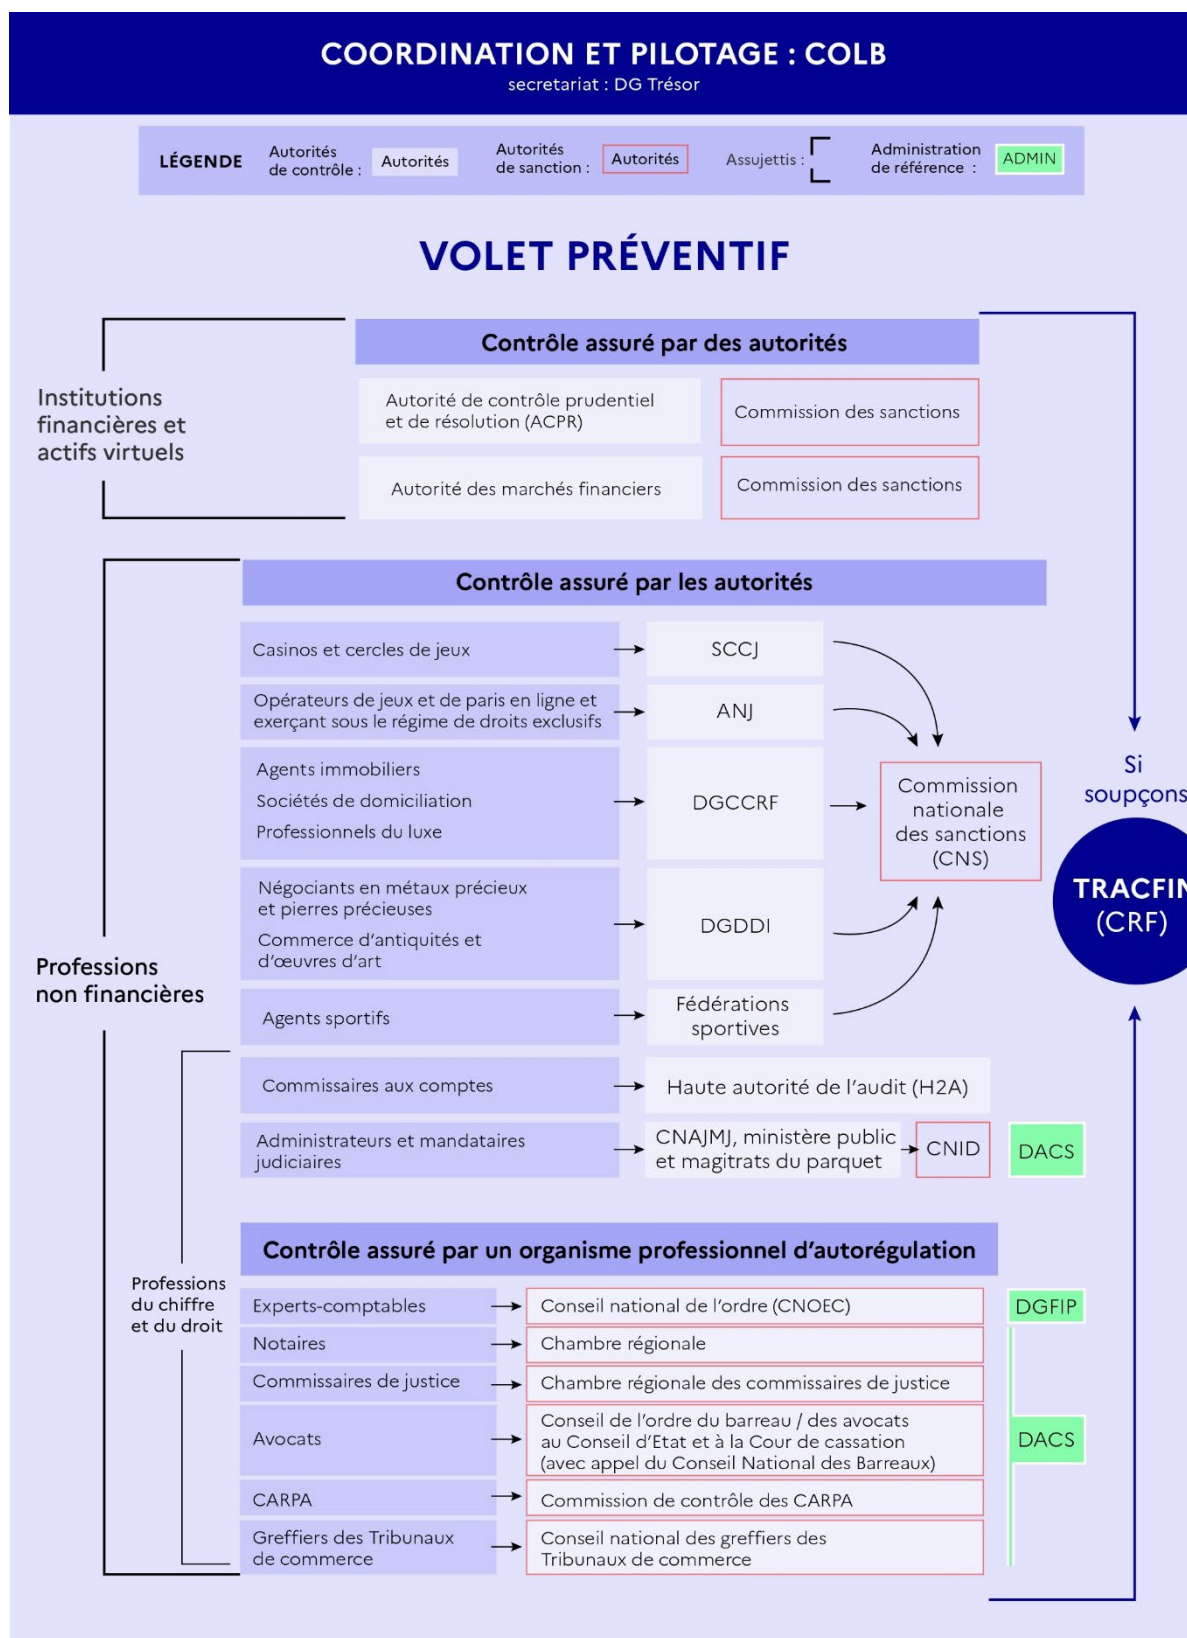 COORDINATION ET PILOTAGE : COLB
secretariat : DG Trésor
LÉGENDE
Autorités
de contrôle :
Autorités
Autorités
de sanction :
Autorités
Assujettis :
Administration
de référence :
ADMIN
VOLET PRÉVENTIF
Institutions
financières et
actifs virtuels
Contrôle assuré par des autorités
Autorité de contrôle prudentiel
et de résolution (ACPR)
Commission des sanctions
Autorité des marchés financiers
Commission des sanctions
Professions
non financières
Contrôle assuré par les autorités
Casinos et cercles de jeux
SCCJ
Opérateurs de jeux et de paris en ligne et
exerçant sous le régime de droits exclusifs
ANJ
Agents immobiliers
Sociétés de domiciliation
Professionnels du luxe
DGCCRF
Négociants en métaux précieux
et pierres précieuses
Commerce d'antiquités et
d'œuvres d'art
DGDDI
Agents sportifs
Fédérations
sportives
Commission
nationale
des sanctions
(CNS)
Si
soupçons
TRACFIN
(CRF)
Commissaires aux comptes
Haute autorité de l'audit (H2A)
Administrateurs et mandataires
judiciaires
CNAJMJ, ministère public
et magitrats du parquet
CNID
DACS
Professions
du chiffre
et du droit
Contrôle assuré par un organisme professionnel d'autorégulation
Experts-comptables
Conseil national de l'ordre (CNOEC)
DGFIP
Notaires
Chambre régionale
Commissaires de justice
Chambre régionale des commissaires de justice
Avocats
Conseil de l'ordre du barreau / des avocats
au Conseil d'Etat et à la Cour de cassation
(avec appel du Conseil National des Barreaux)
DACS
CARPA
Commission de contrôle des CARPA
Greffiers des Tribunaux
de commerce
Conseil national des greffiers des
Tribunaux de commerce